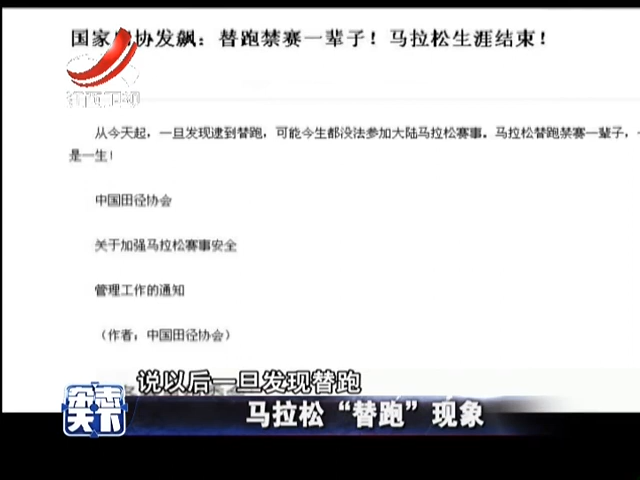 国家田协发飙：替跑禁赛一辈子！马拉松生涯结束！
从今天起，一旦发现逮到替跑，可能今生都没法参加大陆马拉松赛事。马拉松替跑禁赛一辈子，
是一生！
中国田径协会
关于加强马拉松赛事安全
管理工作的通知
（作者：中国田径协会）
说以后一旦发现替跑
杂志天下
马拉松“替跑”现象